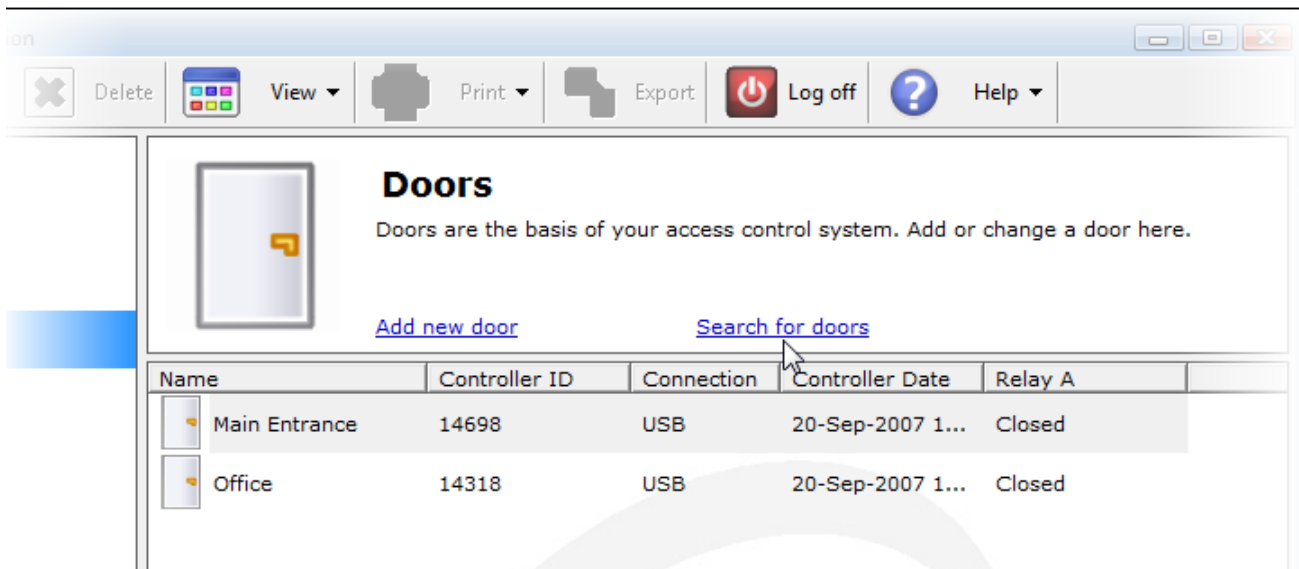 on
Delete View Print Export Log off Help
Doors
Doors are the basis of your access control system. Add or change a door here.
Add new door Search for doors
Name Controller ID Connection Controller Date Relay A
Main Entrance 14698 USB 20-Sep-2007 1... Closed
Office 14318 USB 20-Sep-2007 1... Closed